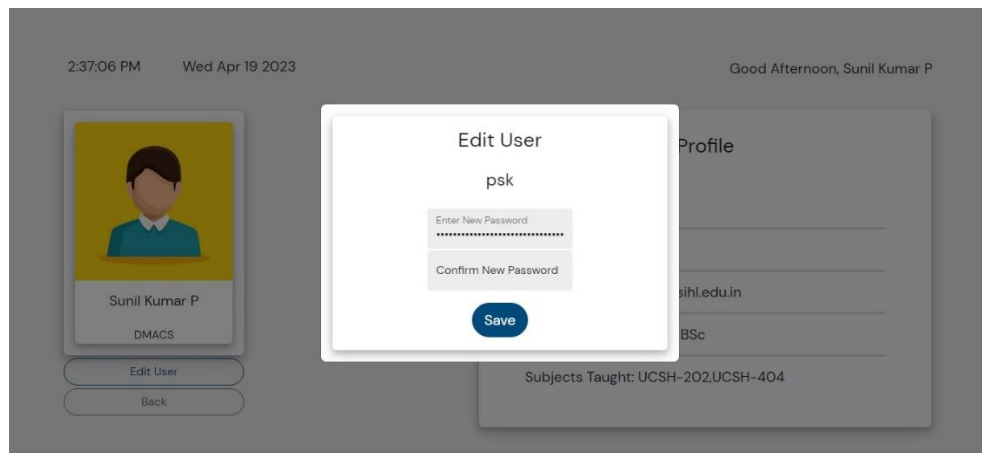 2:37:06 PM Wed Apr 19 2023
Good Afternoon, Sunil Kumar P
Sunil Kumar P
DMACS
Edit User
Back
Edit User
psk
Enter New Password
••••••••••••••••••••••••••••••••
Confirm New Password
Save
Profile
sihl.edu.in
BSc
Subjects Taught: UCSH-202,UCSH-404